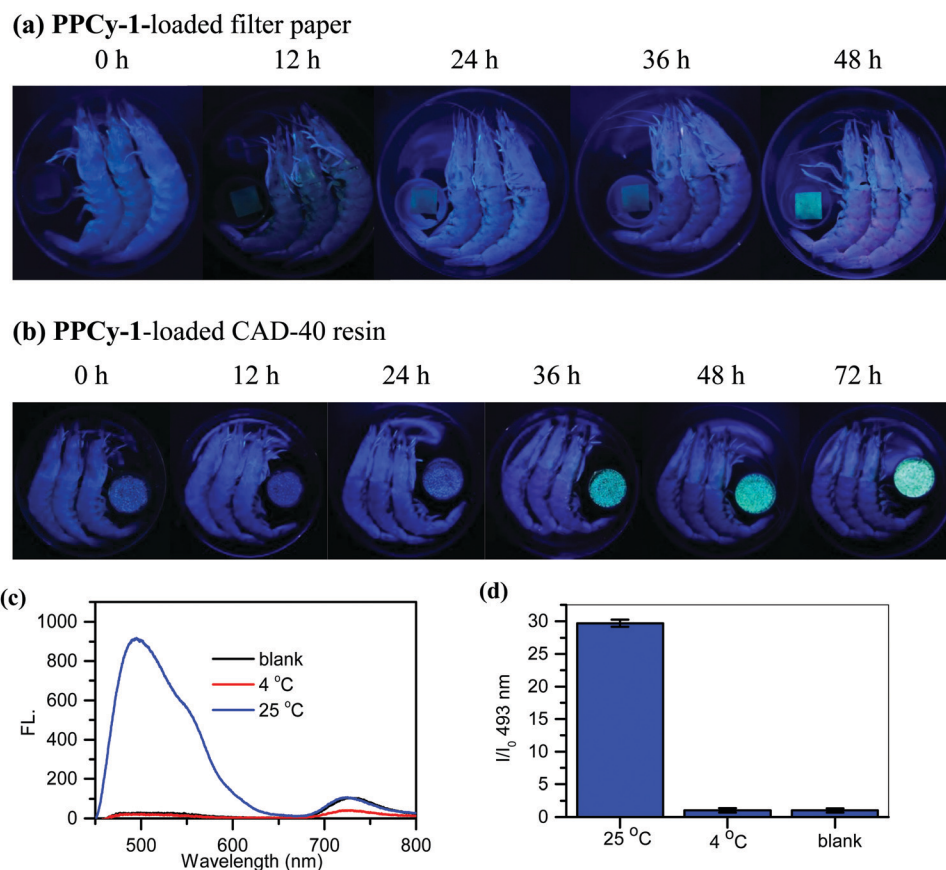 (a) PPCy-1-loaded filter paper
0 h 12 h 24 h 36 h 48 h
(b) PPCy-1-loaded CAD-40 resin
0 h 12 h 24 h 36 h 48 h 72 h
(c)
1000
800
600
400
200
0
FL.
blank
4 °C
25 °C
500 600 700 800
Wavelength (nm)
(d)
30
25
20
15
10
5
0
I/I₀ 493 nm
25 °C 4 °C blank